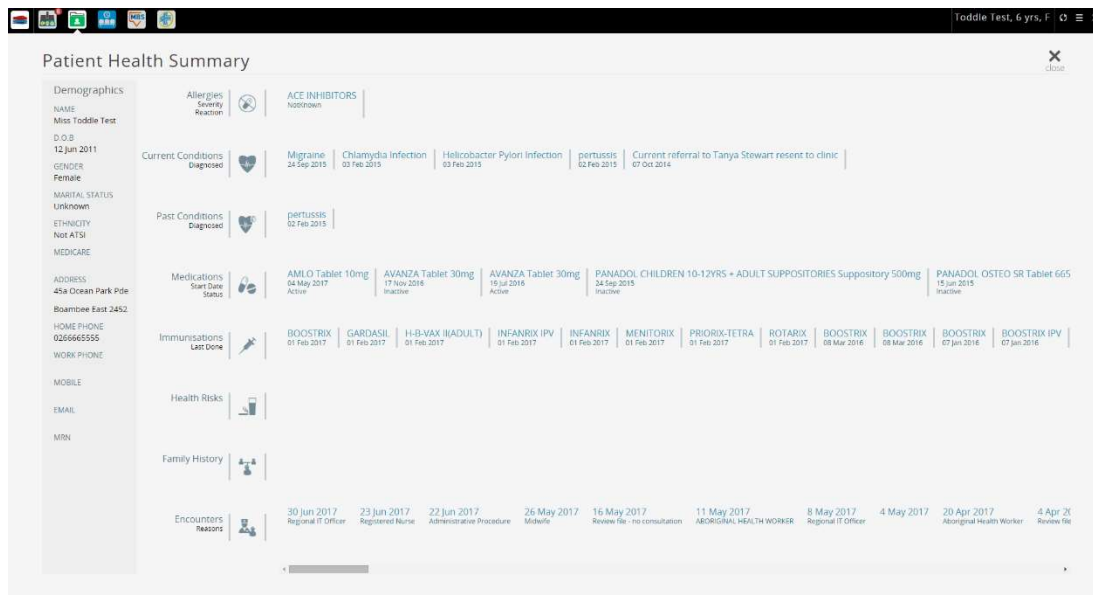 MBS
Toddle Test, 6 yrs, F
Patient Health Summary
close
Demographics
NAME
Miss Toddle Test
D.O.B
12 Jun 2011
GENDER
Female
MARITAL STATUS
Unknown
ETHNICITY
Not ATSI
MEDICARE
ADDRESS
45a Ocean Park Pde
Boambee East 2452
HOME PHONE
0266665555
WORK PHONE
MOBILE
EMAIL
MRN
Allergies
Severity
Reaction
ACE INHIBITORS
NotKnown
Current Conditions
Diagnosed
Migraine Chlamydia Infection Helicobacter Pylori Infection pertussis Current referral to Tanya Stewart resent to clinic
24 Sep 2015 03 Feb 2015 03 Feb 2015 02 Feb 2015 07 Oct 2014
Past Conditions
Diagnosed
pertussis
02 Feb 2015
Medications
Start Date
Status
AMLO Tablet 10mg AVANZA Tablet 30mg AVANZA Tablet 30mg PANADOL CHILDREN 10-12YRS + ADULT SUPPOSITORIES Suppository 500mg PANADOL OSTEO SR Tablet 665
04 May 2017 17 Nov 2016 19 Jul 2016 24 Sep 2015 15 Jun 2015
Active Inactive Active Inactive Inactive
Immunisations
Last Done
BOOSTRIX GARDASIL H-B-VAX II(ADULT) INFANRIX IPV INFANRIX MENITORIX PRIORIX-TETRA ROTARIX BOOSTRIX BOOSTRIX BOOSTRIX BOOSTRIX IPV
01 Feb 2017 01 Feb 2017 01 Feb 2017 01 Feb 2017 01 Feb 2017 01 Feb 2017 01 Feb 2017 01 Feb 2017 08 Mar 2016 08 Mar 2016 07 Jan 2016 07 Jan 2016
Health Risks
Family History
Encounters
Reasons
30 Jun 2017 23 Jun 2017 22 Jun 2017 26 May 2017 16 May 2017 11 May 2017 8 May 2017 4 May 2017 20 Apr 2017 4 Apr 20
Regional IT Officer Registered Nurse Administrative Procedure Midwife Review file - no consultation ABORIGINAL HEALTH WORKER Regional IT Officer Aboriginal Health Worker Review file